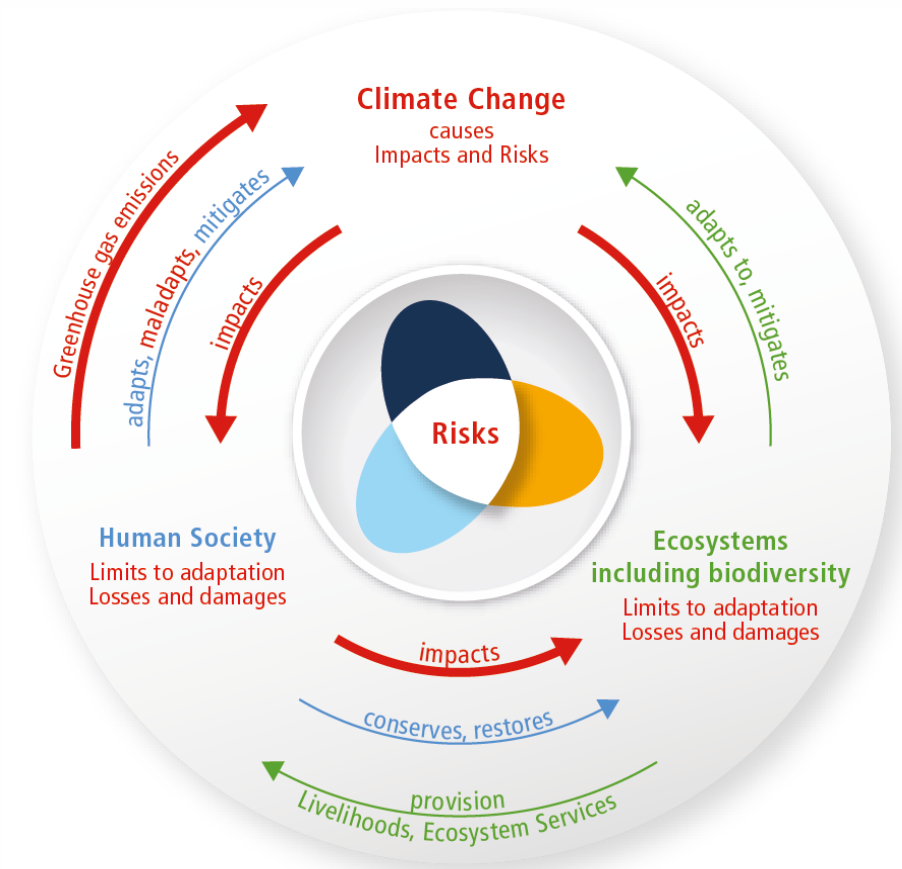 Climate Change
causes
Impacts and Risks
Greenhouse gas emissions
adapts, maladapts, mitigates
impacts
impacts
adapts to, mitigates
Risks
Human Society
Limits to adaptation
Losses and damages
Ecosystems
including biodiversity
Limits to adaptation
Losses and damages
impacts
conserves, restores
provision
Livelihoods, Ecosystem Services